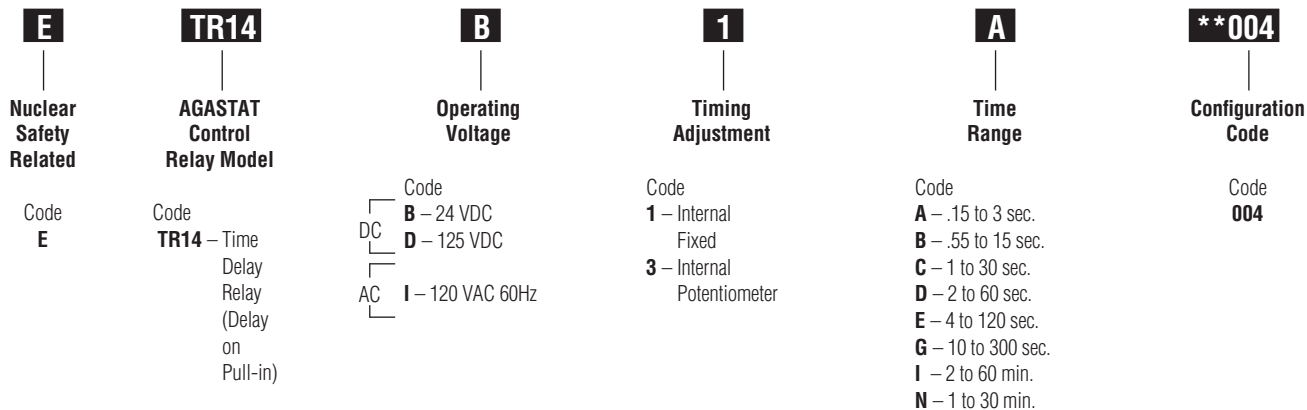 E
TR14
B
1
A
**004
Nuclear
Safety
Related
Code
E
AGASTAT
Control
Relay Model
Code
TR14 – Time
Delay
Relay
(Delay
on
Pull-in)
Operating
Voltage
Code
DC
B – 24 VDC
D – 125 VDC
AC
I – 120 VAC 60Hz
Timing
Adjustment
Code
1 – Internal
Fixed
3 – Internal
Potentiometer
Time
Range
Code
A – .15 to 3 sec.
B – .55 to 15 sec.
C – 1 to 30 sec.
D – 2 to 60 sec.
E – 4 to 120 sec.
G – 10 to 300 sec.
I – 2 to 60 min.
N – 1 to 30 min.
Configuration
Code
Code
004